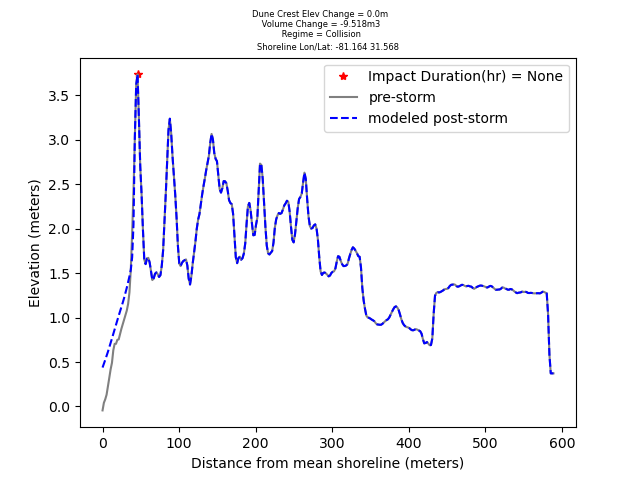 Dune Crest Elev Change = 0.0m
Volume Change = -9.518m3
Regime = Collision
Shoreline Lon/Lat: -81.164 31.568
Impact Duration(hr) = None
pre-storm
modeled post-storm
3.5
3.0
2.5
2.0
1.5
1.0
0.5
0.0
Elevation (meters)
0 100 200 300 400 500 600
Distance from mean shoreline (meters)